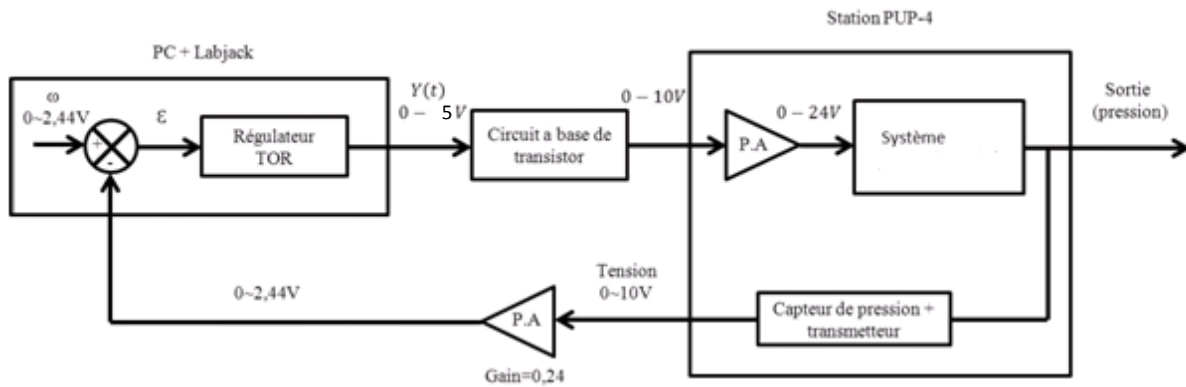 Station PUP-4
PC + Labjack
ω
0~2,44V
+
-
ε
Régulateur
TOR
Y(t)
0 – 5V
Circuit a base de
transistor
0 – 10V
P.A
0 – 24V
Système
Sortie
(pression)
0~2,44V
P.A
Gain=0,24
Tension
0~10V
Capteur de pression +
transmetteur